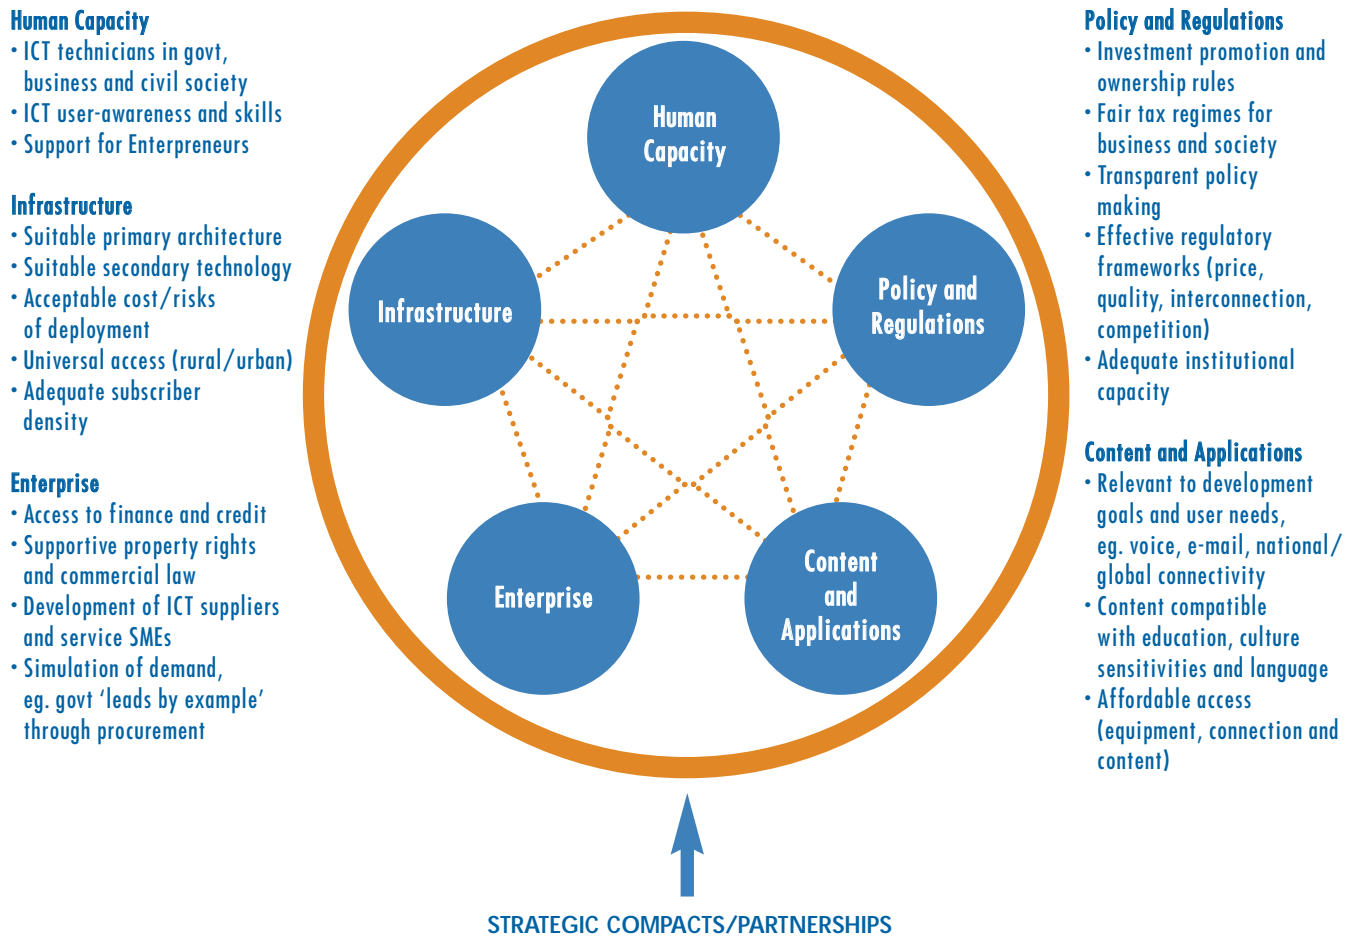 Human Capacity
• ICT technicians in govt,
business and civil society
• ICT user-awareness and skills
• Support for Enterpreneurs
Infrastructure
• Suitable primary architecture
• Suitable secondary technology
• Acceptable cost/risks
of deployment
• Universal access (rural/urban)
• Adequate subscriber
density
Enterprise
• Access to finance and credit
• Supportive property rights
and commercial law
• Development of ICT suppliers
and service SMEs
• Simulation of demand,
eg. govt ‘leads by example’
through procurement
Human
Capacity
Infrastructure
Policy and
Regulations
Enterprise
Content
and
Applications
STRATEGIC COMPACTS/PARTNERSHIPS
Policy and Regulations
• Investment promotion and
ownership rules
• Fair tax regimes for
business and society
• Transparent policy
making
• Effective regulatory
frameworks (price,
quality, interconnection,
competition)
• Adequate institutional
capacity
Content and Applications
• Relevant to development
goals and user needs,
eg. voice, e-mail, national/
global connectivity
• Content compatible
with education, culture
sensitivities and language
• Affordable access
(equipment, connection and
content)